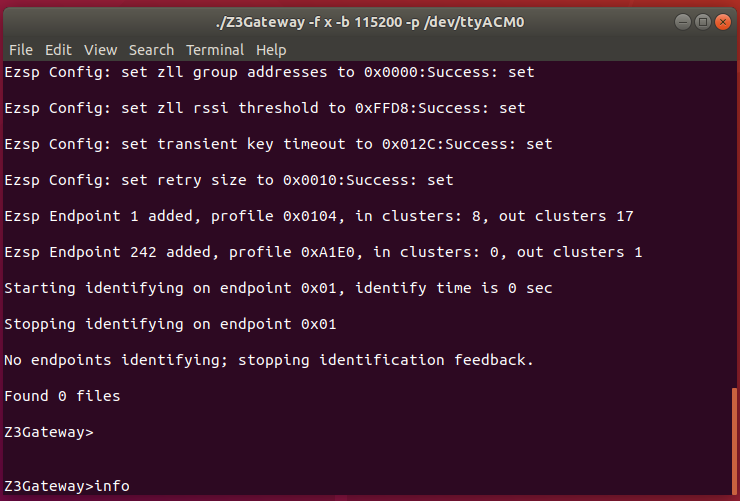 ./Z3Gateway -f x -b 115200 -p /dev/ttyACM0
File Edit View Search Terminal Help
Ezsp Config: set zll group addresses to 0x0000:Success: set
Ezsp Config: set zll rssi threshold to 0xFFD8:Success: set
Ezsp Config: set transient key timeout to 0x012C:Success: set
Ezsp Config: set retry size to 0x0010:Success: set
Ezsp Endpoint 1 added, profile 0x0104, in clusters: 8, out clusters 17
Ezsp Endpoint 242 added, profile 0xA1E0, in clusters: 0, out clusters 1
Starting identifying on endpoint 0x01, identify time is 0 sec
Stopping identifying on endpoint 0x01
No endpoints identifying; stopping identification feedback.
Found 0 files
Z3Gateway>
Z3Gateway>info